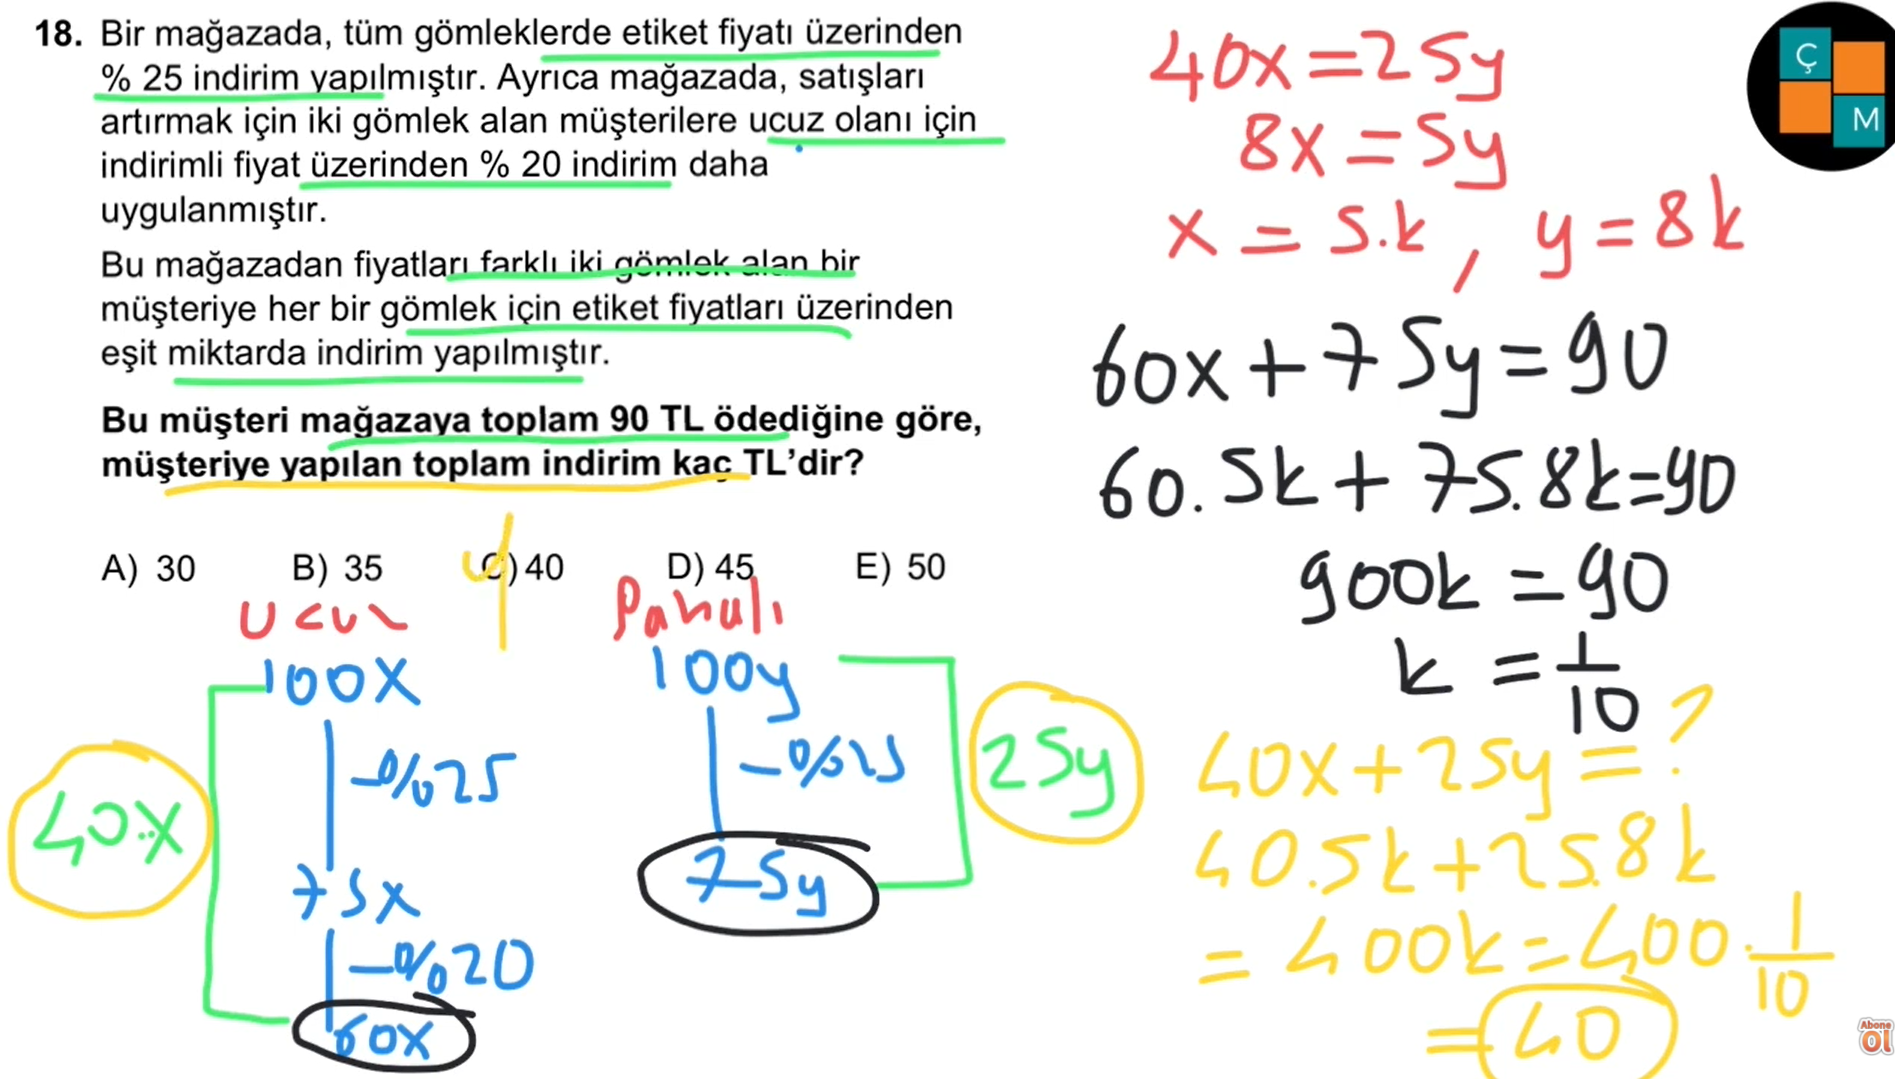 18. Bir mağazada, tüm gömleklerde etiket fiyatı üzerinden
% 25 indirim yapılmıştır. Ayrıca mağazada, satışları
artırmak için iki gömlek alan müşterilere ucuz olanı için
indirimli fiyat üzerinden % 20 indirim daha
uygulanmıştır.
Bu mağazadan fiyatları farklı iki gömlek alan bir
müşteriye her bir gömlek için etiket fiyatları üzerinden
eşit miktarda indirim yapılmıştır.
Bu müşteri mağazaya toplam 90 TL ödediğine göre,
müşteriye yapılan toplam indirim kaç TL'dir?
A) 30 B) 35 C) 40 D) 45 E) 50
Ucuz
100x
-%25
75x
-%20
60x
40x
Pahalı
100y
-%25
75y
25y
40x=25y
8x=5y
x=5.k, y=8k
60x+75y=90
60.5k+75.8k=90
900k=90
k=1/10
40x+25y=?
40.5k+25.8k
=400k=400.1/10
=40
Ç
M
Abone
Ol